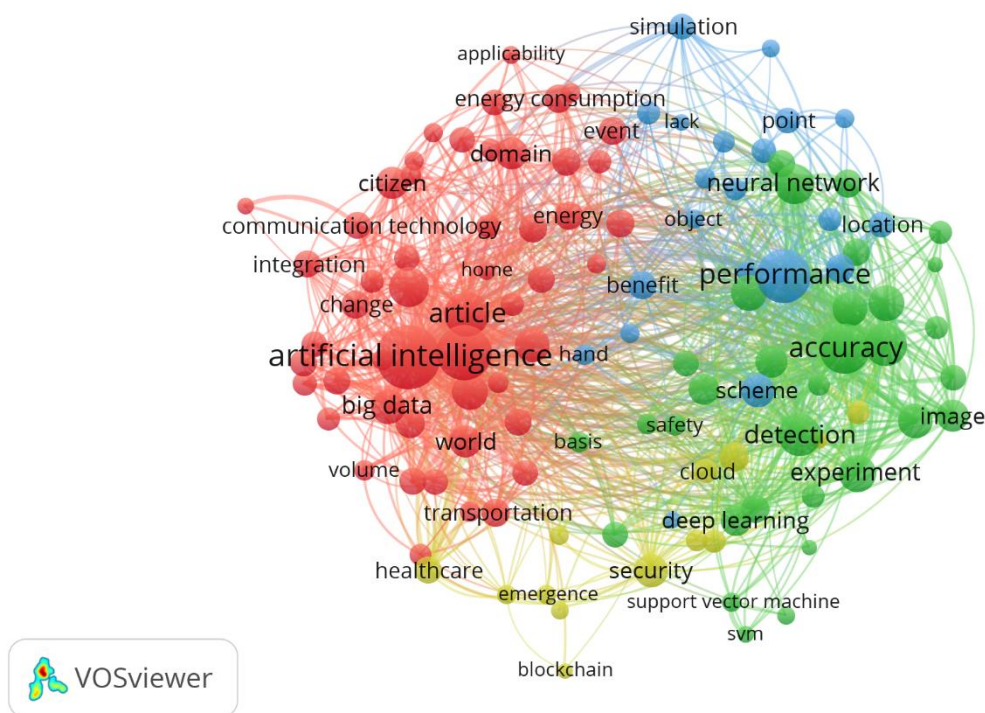 simulation
applicability
energy consumption
lack
point
event
domain
citizen
neural network
communication technology
energy
object
location
integration
home
performance
benefit
change
article
artificial intelligence
hand
accuracy
scheme
big data
safety
image
world
basis
detection
volume
cloud
experiment
transportation
deep learning
healthcare
security
emergence
support vector machine
svm
blockchain
VOSviewer